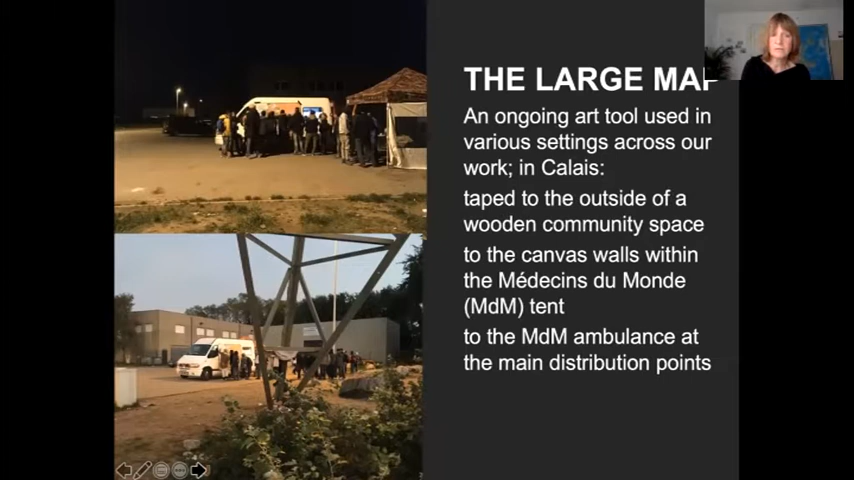 THE LARGE MAP
An ongoing art tool used in
various settings across our
work; in Calais:
taped to the outside of a
wooden community space
to the canvas walls within
the Médecins du Monde
(MdM) tent
to the MdM ambulance at
the main distribution points